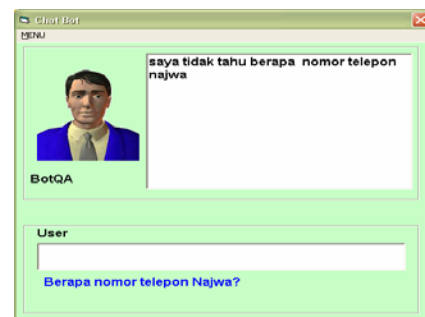 Chat Bot
MENU
saya tidak tahu berapa nomor telepon
najwa
BotQA
User
Berapa nomor telepon Najwa?